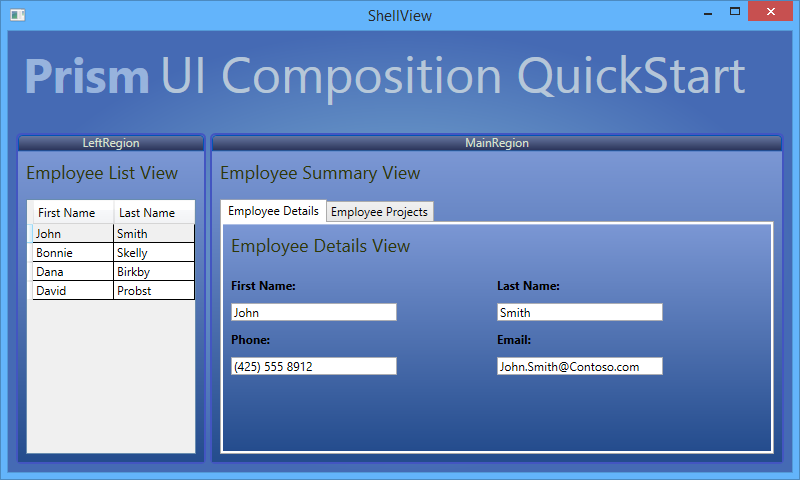 ShellView
Prism UI Composition QuickStart
LeftRegion
Employee List View
First Name Last Name
John Smith
Bonnie Skelly
Dana Birkby
David Probst
MainRegion
Employee Summary View
Employee Details Employee Projects
Employee Details View
First Name: Last Name:
John Smith
Phone: Email:
(425) 555 8912 John.Smith@Contoso.com